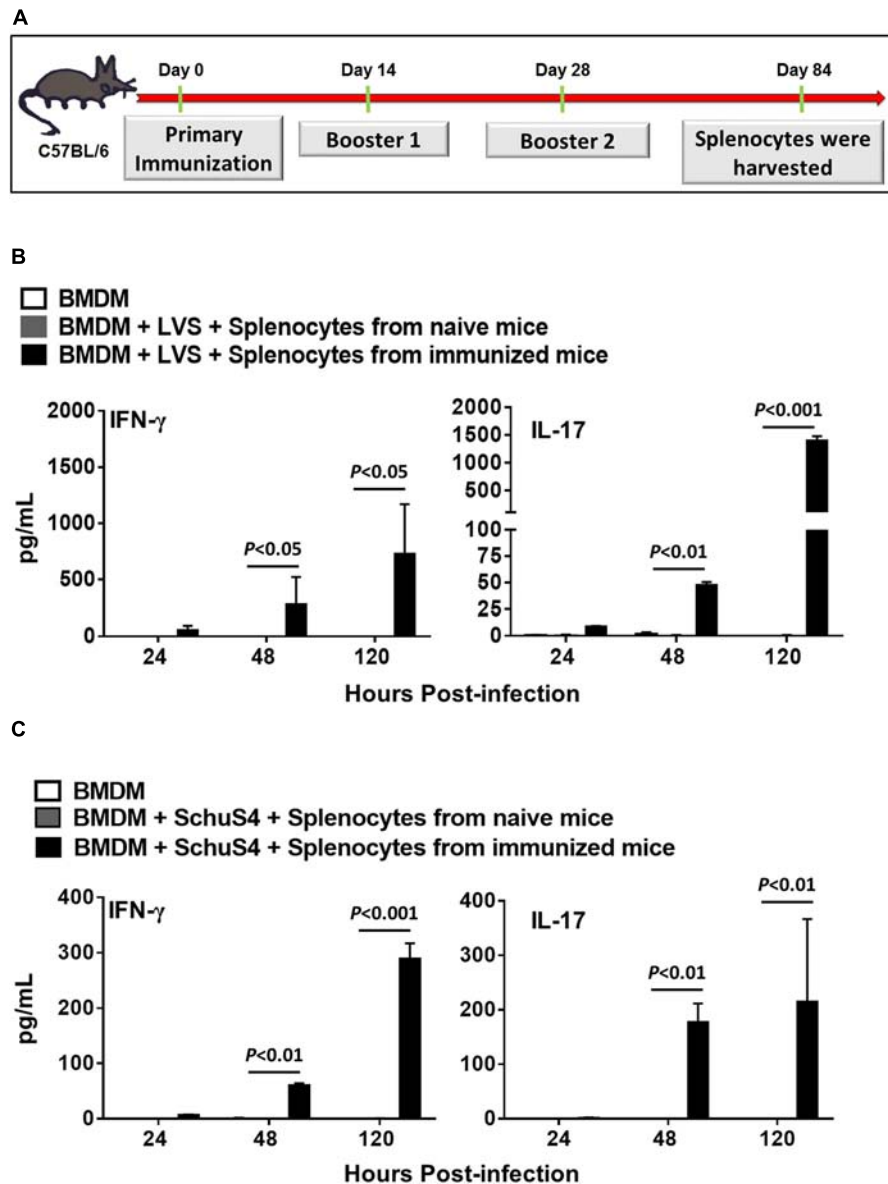 A
Day 0
Day 14
Day 28
Day 84
C57BL/6
Primary
Immunization
Booster 1
Booster 2
Splenocytes were
harvested
B
BMDM
BMDM + LVS + Splenocytes from naive mice
BMDM + LVS + Splenocytes from immunized mice
IFN-γ
pg/mL
2000
1500
1000
500
0
P<0.05
P<0.05
24
48
120
IL-17
2000
1500
1000
500
100
75
50
25
0
P<0.01
P<0.001
24
48
120
Hours Post-infection
C
BMDM
BMDM + SchuS4 + Splenocytes from naive mice
BMDM + SchuS4 + Splenocytes from immunized mice
IFN-γ
pg/mL
400
300
200
100
0
P<0.01
P<0.001
24
48
120
IL-17
400
300
200
100
0
P<0.01
P<0.01
24
48
120
Hours Post-infection